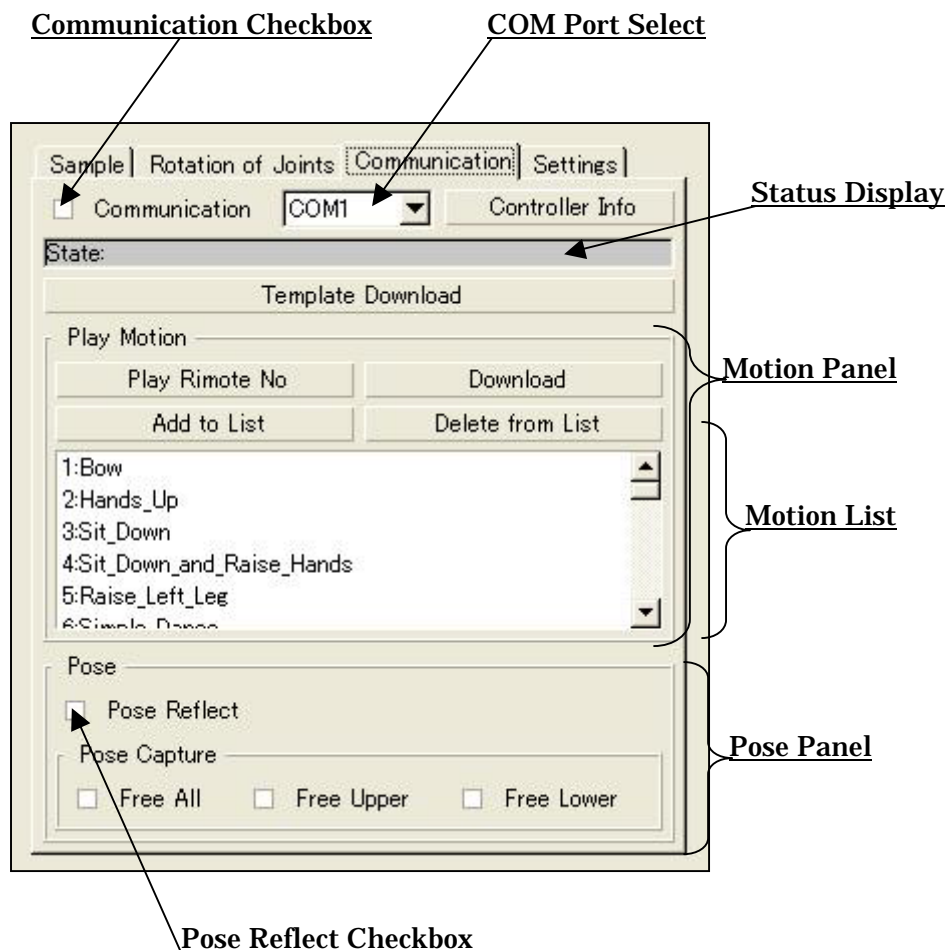 Communication Checkbox
COM Port Select
Sample
Rotation of Joints
Communication
Settings
Communication
COM1
Controller Info
Status Display
State:
Template Download
Play Motion
Play Rimote No
Download
Motion Panel
Add to List
Delete from List
1:Bow
2:Hands_Up
3:Sit_Down
Motion List
4:Sit_Down_and_Raise_Hands
5:Raise_Left_Leg
6:Simple_Dance
Pose
Pose Reflect
Pose Panel
Pose Capture
Free All
Free Upper
Free Lower
Pose Reflect Checkbox